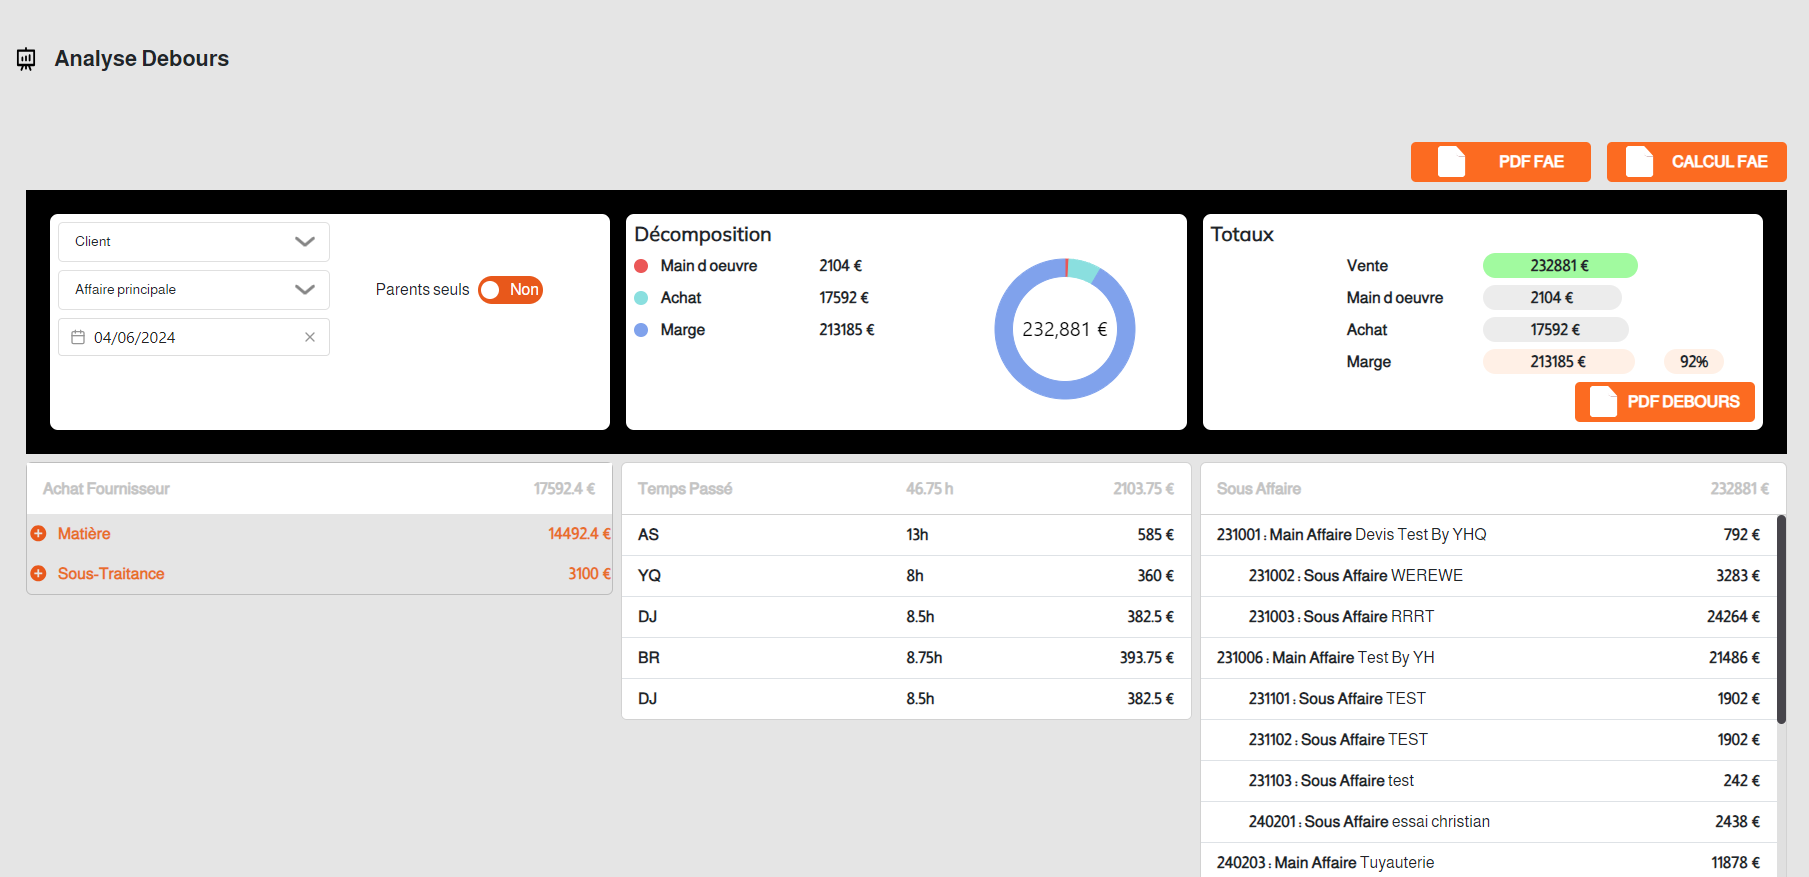 Analyse Debours
PDF FAE
CALCUL FAE
Client
Affaire principale
04/06/2024
Parents seuls
Non
Décomposition
Main d oeuvre 2104 €
Achat 17592 €
Marge 213185 €
232,881 €
Totaux
Vente 232881 €
Main d oeuvre 2104 €
Achat 17592 €
Marge 213185 € 92%
PDF DEBOURS
Achat Fournisseur 17592.4 €
Matière 14492.4 €
Sous-Traitance 3100 €
Temps Passé 46.75 h 2103.75 €
AS 13h 585 €
YQ 8h 360 €
DJ 8.5h 382.5 €
BR 8.75h 393.75 €
DJ 8.5h 382.5 €
Sous Affaire 232881 €
231001 : Main Affaire Devis Test By YHQ 792 €
231002 : Sous Affaire WEREWE 3283 €
231003 : Sous Affaire RRRT 24264 €
231006 : Main Affaire Test By YH 21486 €
231101 : Sous Affaire TEST 1902 €
231102 : Sous Affaire TEST 1902 €
231103 : Sous Affaire test 242 €
240201 : Sous Affaire essai christian 2438 €
240203 : Main Affaire Tuyauterie 11878 €